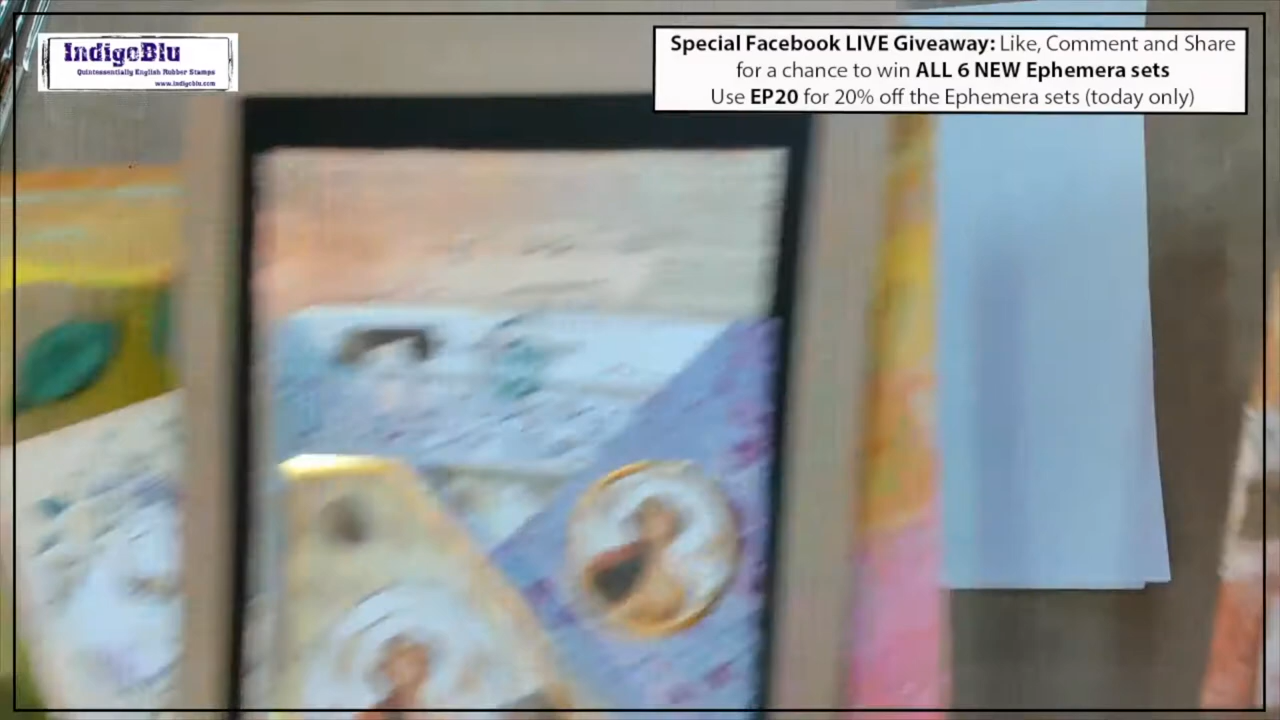 IndigoBlu
Quintessentially English Rubber Stamps
www.indigoblu.com
Special Facebook LIVE Giveaway: Like, Comment and Share
for a chance to win ALL 6 NEW Ephemera sets
Use EP20 for 20% off the Ephemera sets (today only)